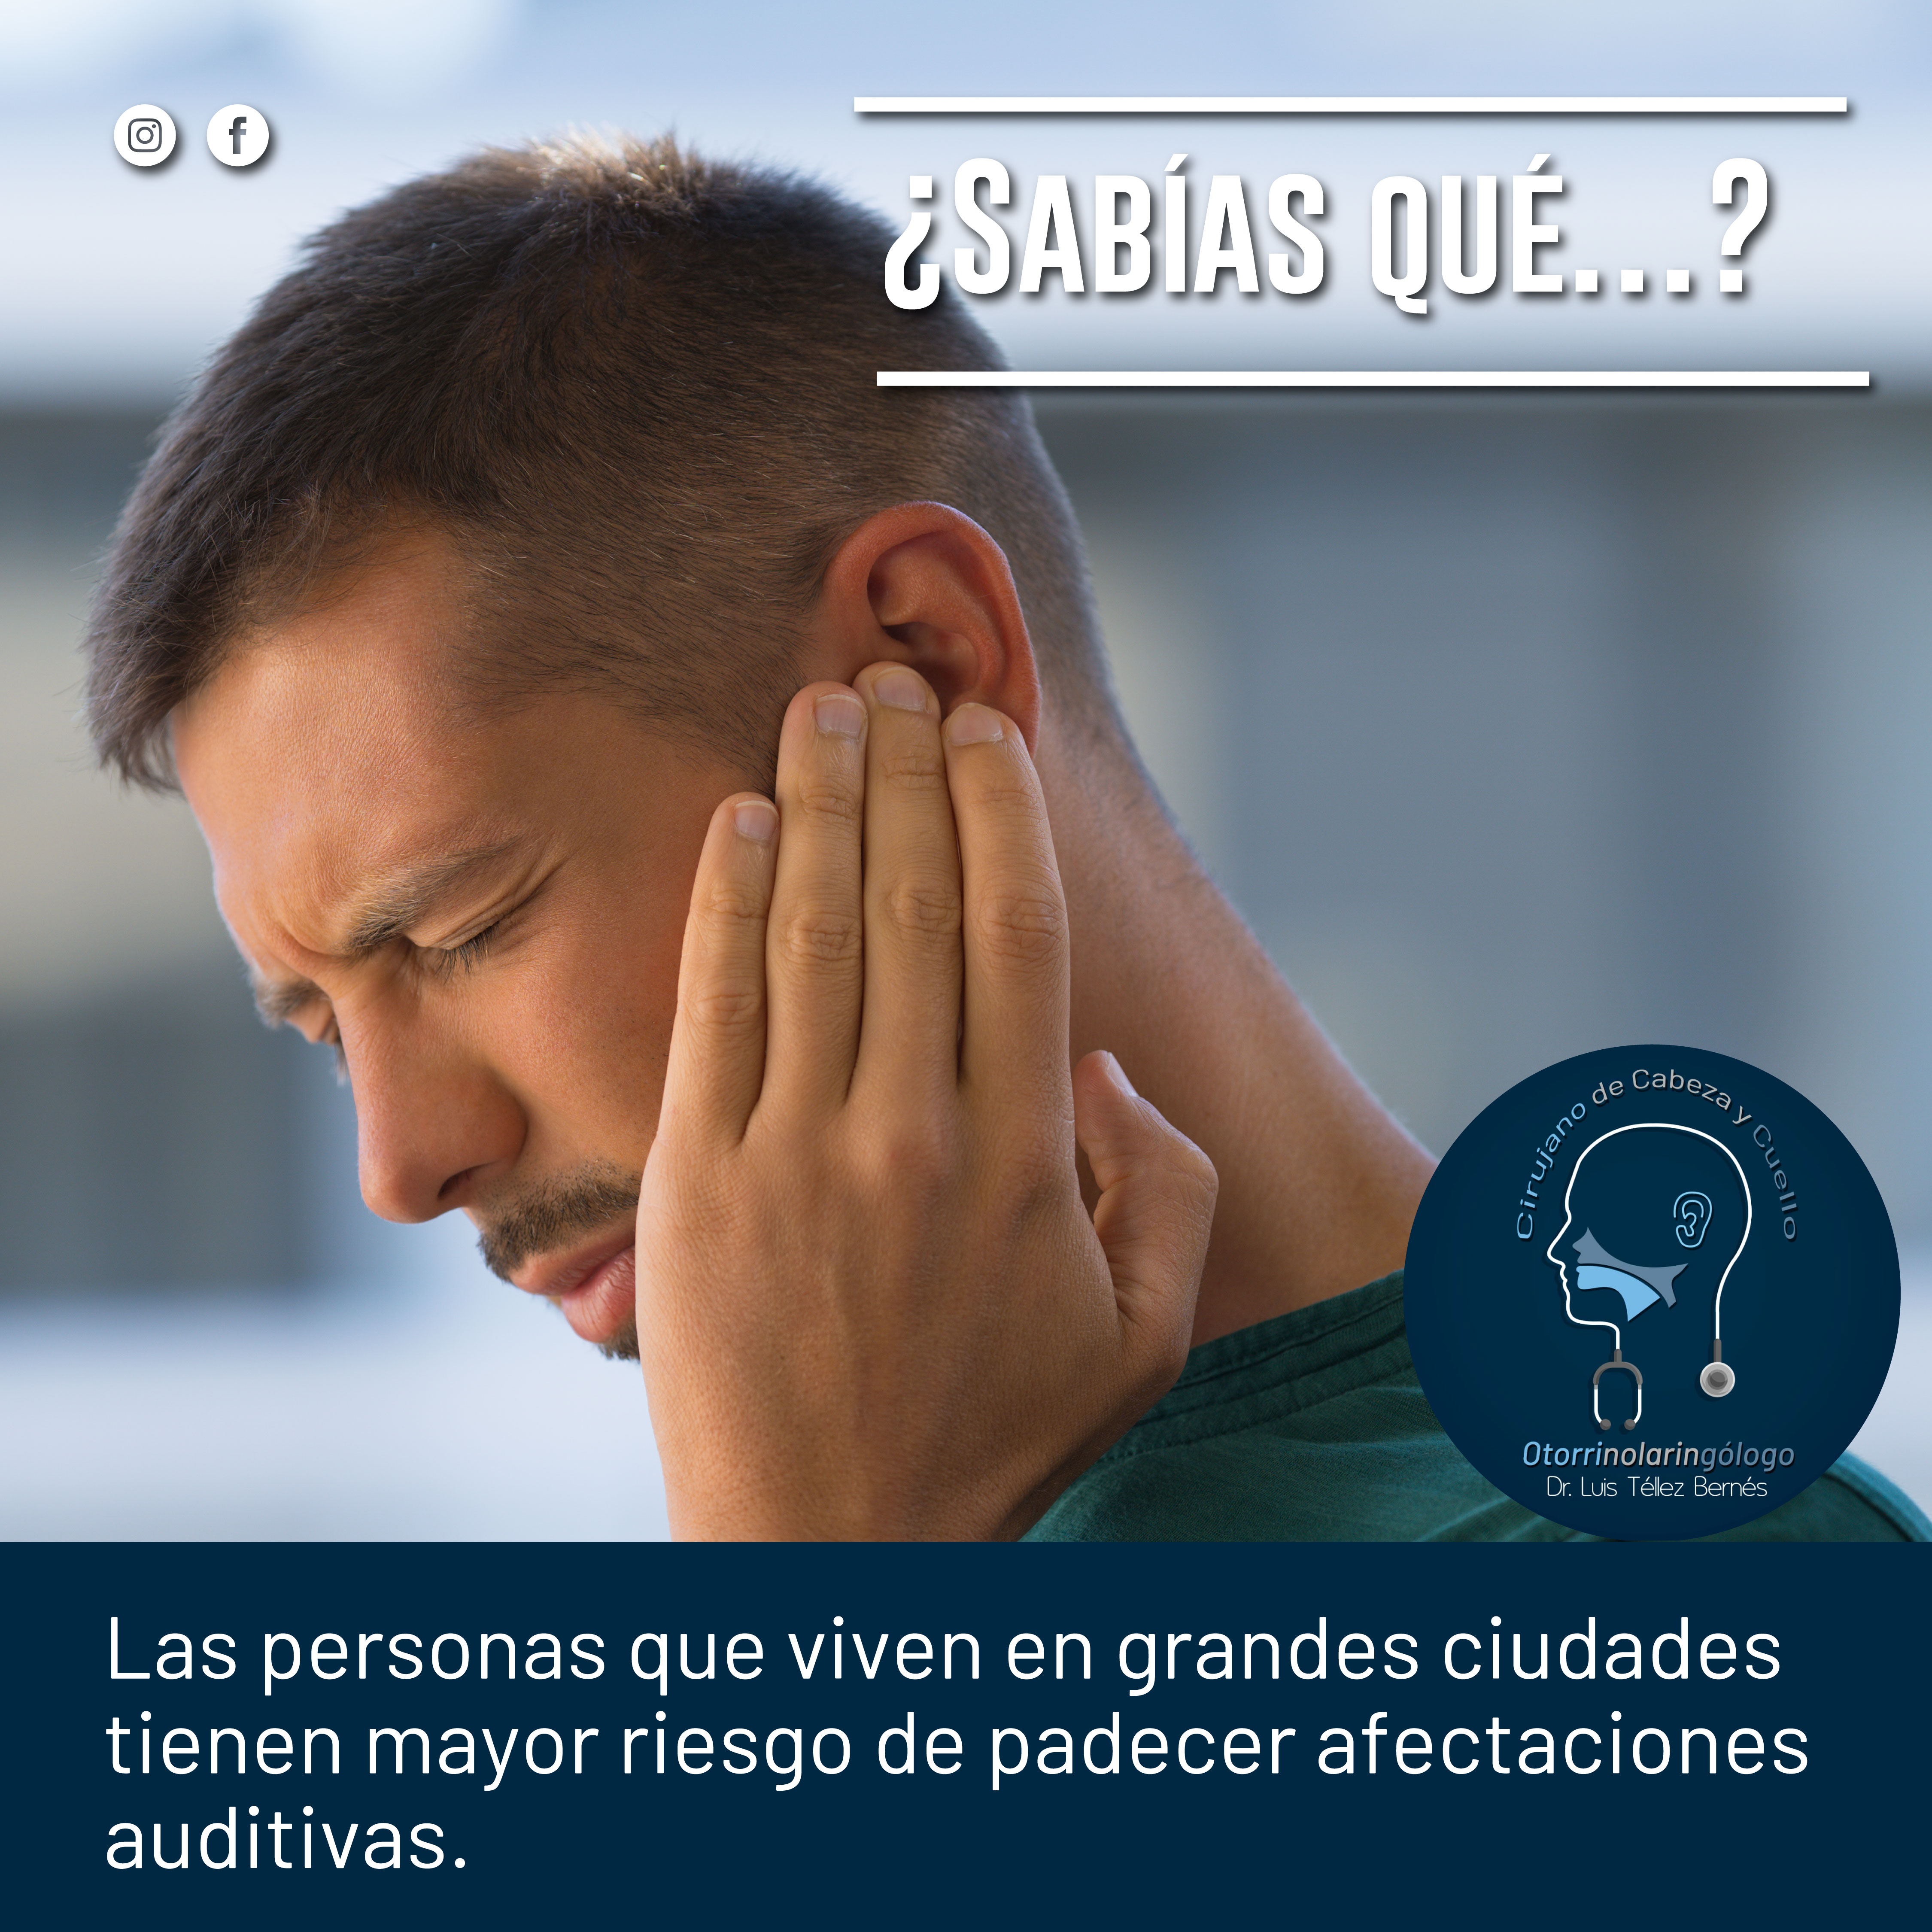 ¿SABÍAS QUÉ...?
Cirujano de Cabeza y Cuello
Otorrinolaringólogo
Dr. Luis Téllez Bernés
Las personas que viven en grandes ciudades
tienen mayor riesgo de padecer afectaciones
auditivas.